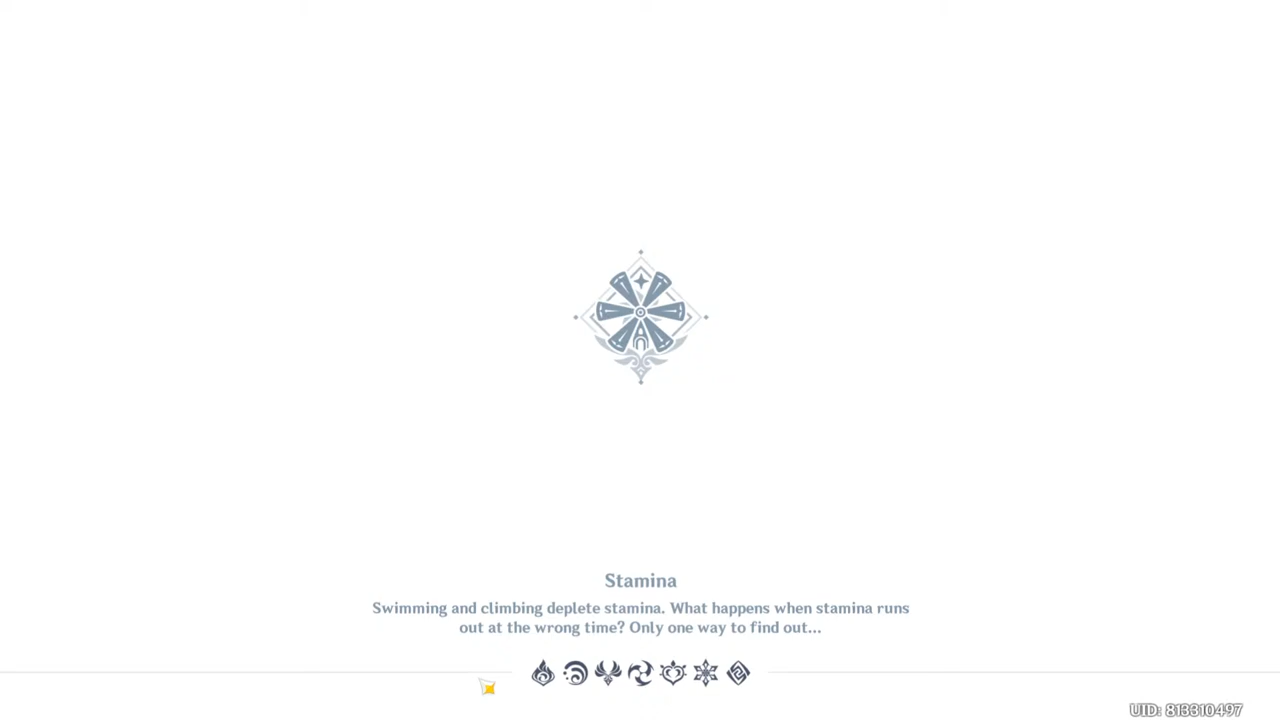 Stamina
Swimming and climbing deplete stamina. What happens when stamina runs
out at the wrong time? Only one way to find out...
UID: 813310497